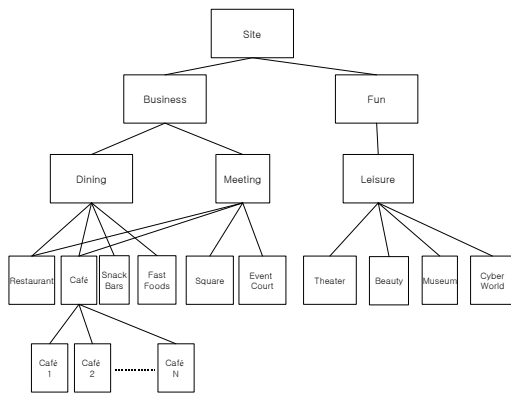 Site
Business
Fun
Dining
Meeting
Leisure
Restaurant
Café
Snack
Bars
Fast
Foods
Square
Event
Court
Theater
Beauty
Museum
Cyber
World
Café
1
Café
2
Café
N